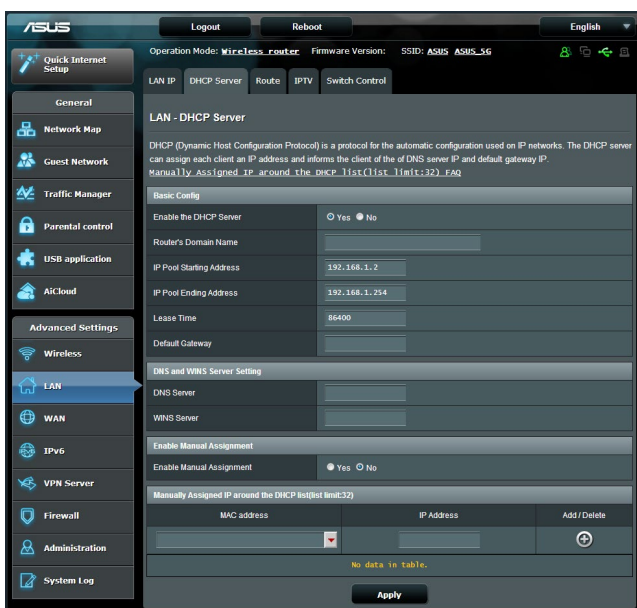 ASUS
Logout
Reboot
English
Quick Internet
Setup
Operation Mode: Wireless router Firmware Version: SSID: ASUS ASUS_5G
LAN IP
DHCP Server
Route
IPTV
Switch Control
General
Network Map
Guest Network
Traffic Manager
Parental control
USB application
AiCloud
Advanced Settings
Wireless
LAN
WAN
IPv6
VPN Server
Firewall
Administration
System Log
LAN - DHCP Server
DHCP (Dynamic Host Configuration Protocol) is a protocol for the automatic configuration used on IP networks. The DHCP server
can assign each client an IP address and informs the client of the of DNS server IP and default gateway IP.
Manually Assigned IP around the DHCP list(list limit:32) FAQ
Basic Config
Enable the DHCP Server Yes No
Router's Domain Name
IP Pool Starting Address 192.168.1.2
IP Pool Ending Address 192.168.1.254
Lease Time 86400
Default Gateway
DNS and WINS Server Setting
DNS Server
WINS Server
Enable Manual Assignment
Enable Manual Assignment Yes No
Manually Assigned IP around the DHCP list(list limit:32)
MAC address IP Address Add / Delete
No data in table.
Apply